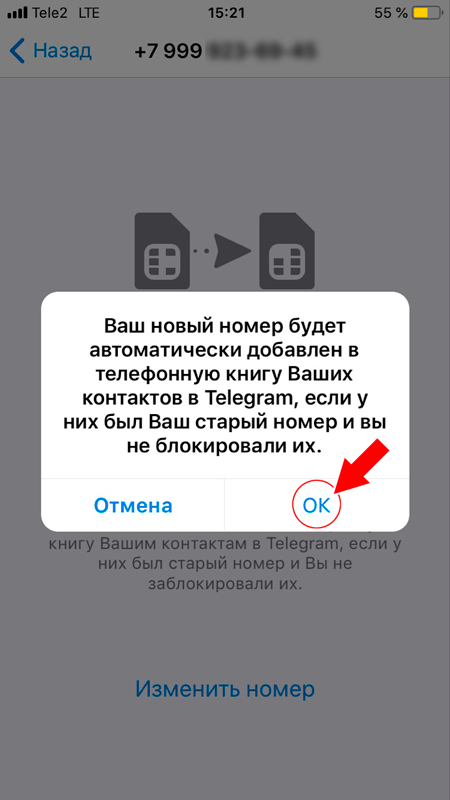 Tele2 LTE 15:21 55 %
Назад +7 999
Ваш новый номер будет
автоматически добавлен в
телефонную книгу Ваших
контактов в Telegram, если у
них был Ваш старый номер и вы
не блокировали их.
Отмена OK
книгу Вашим контактам в Telegram, если у
них был старый номер и Вы не
заблокировали их.
Изменить номер